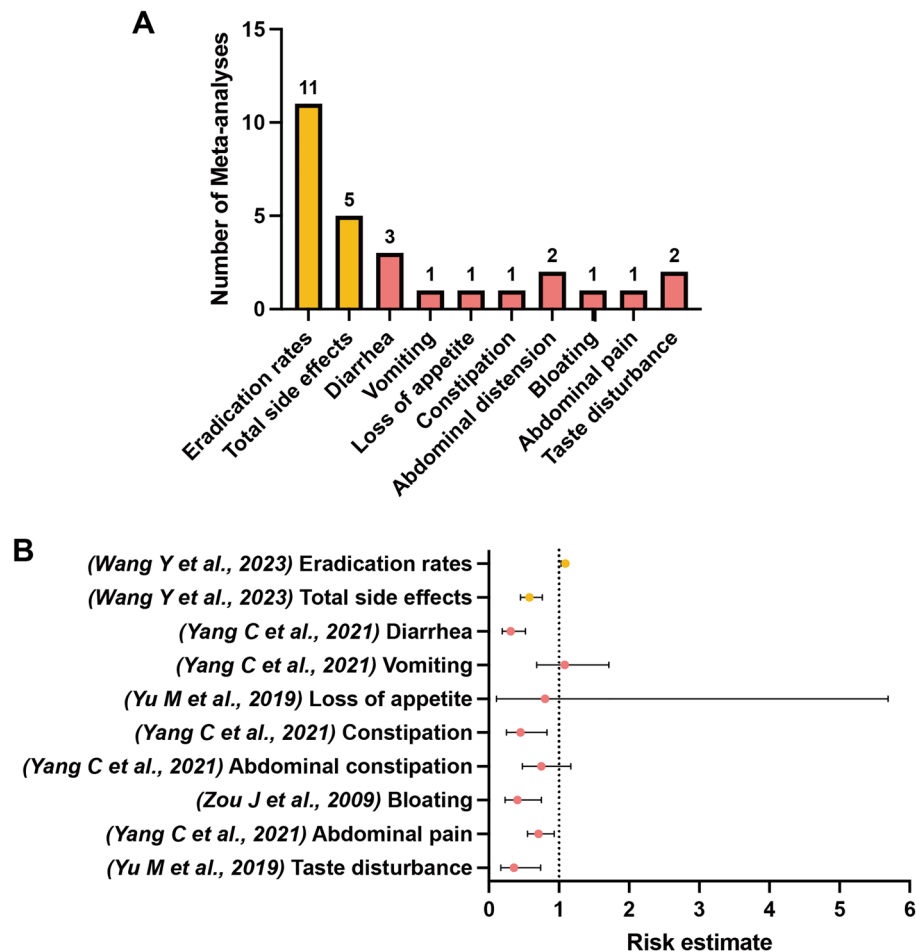 A
Number of Meta-analyses
15
10
5
0
11
5
3
1
1
1
2
1
1
2
Eradication rates
Total side effects
Diarrhea
Vomiting
Loss of appetite
Constipation
Abdominal distension
Bloating
Abdominal pain
Taste disturbance
B
(Wang Y et al., 2023) Eradication rates
(Wang Y et al., 2023) Total side effects
(Yang C et al., 2021) Diarrhea
(Yang C et al., 2021) Vomiting
(Yu M et al., 2019) Loss of appetite
(Yang C et al., 2021) Constipation
(Yang C et al., 2021) Abdominal constipation
(Zou J et al., 2009) Bloating
(Yang C et al., 2021) Abdominal pain
(Yu M et al., 2019) Taste disturbance
0 1 2 3 4 5 6
Risk estimate